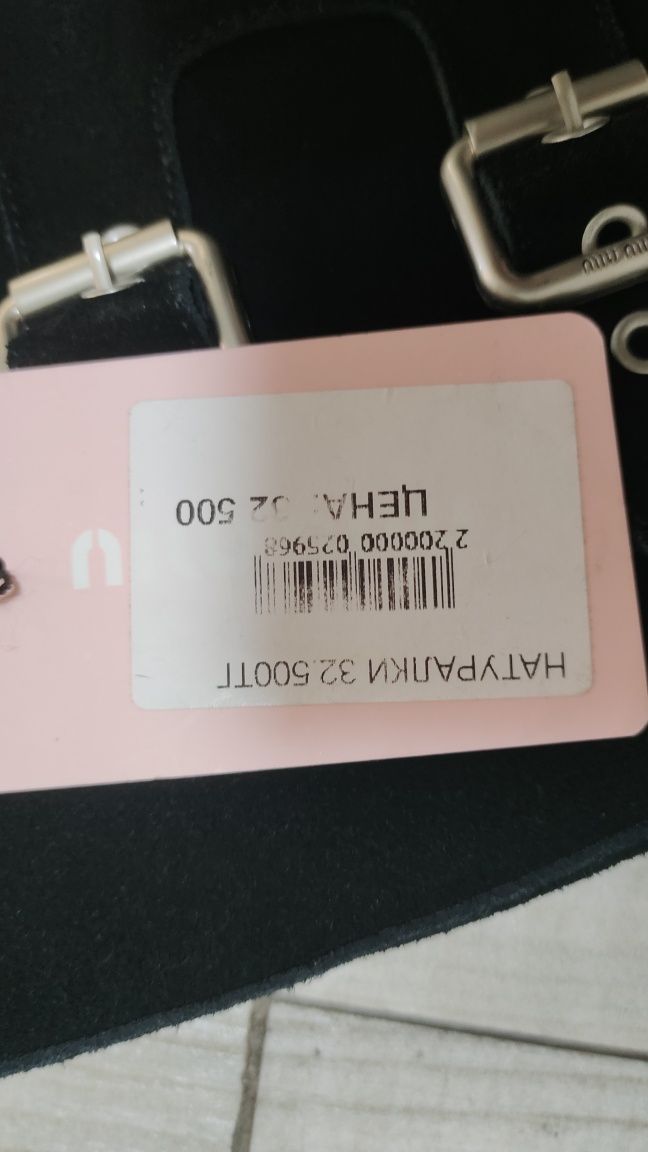 НАТУРАЛКИ 32.500ТГ
2 200000 025968
ЦЕНА: 32 500
miu miu